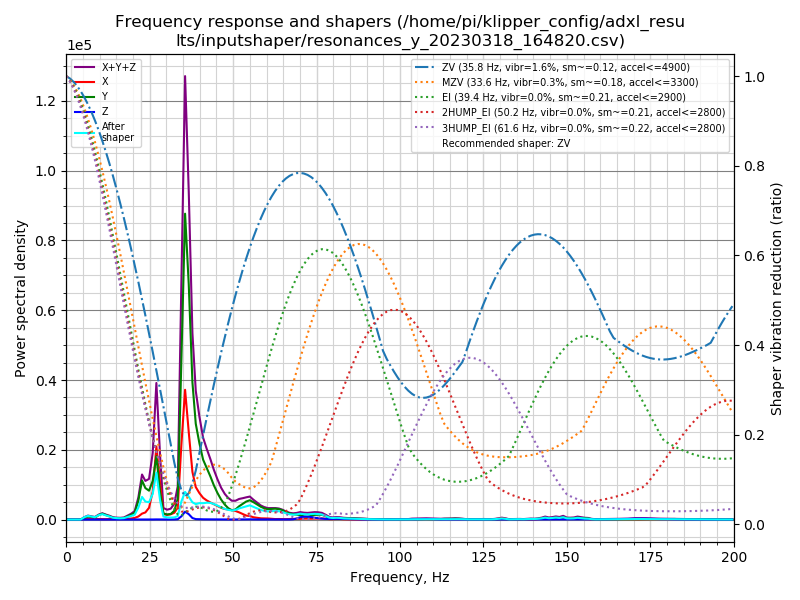 Frequency response and shapers (/home/pi/klipper_config/adxl_resu
lts/inputshaper/resonances_y_20230318_164820.csv)
1e5
X+Y+Z
X
Y
Z
After
shaper
ZV (35.8 Hz, vibr=1.6%, sm~=0.12, accel<=4900)
MZV (33.6 Hz, vibr=0.3%, sm~=0.18, accel<=3300)
EI (39.4 Hz, vibr=0.0%, sm~=0.21, accel<=2900)
2HUMP_EI (50.2 Hz, vibr=0.0%, sm~=0.21, accel<=2800)
3HUMP_EI (61.6 Hz, vibr=0.0%, sm~=0.22, accel<=2800)
Recommended shaper: ZV
Power spectral density
1.2
1.0
0.8
0.6
0.4
0.2
0.0
1.0
0.8
0.6
0.4
0.2
0.0
Shaper vibration reduction (ratio)
0 25 50 75 100 125 150 175 200
Frequency, Hz